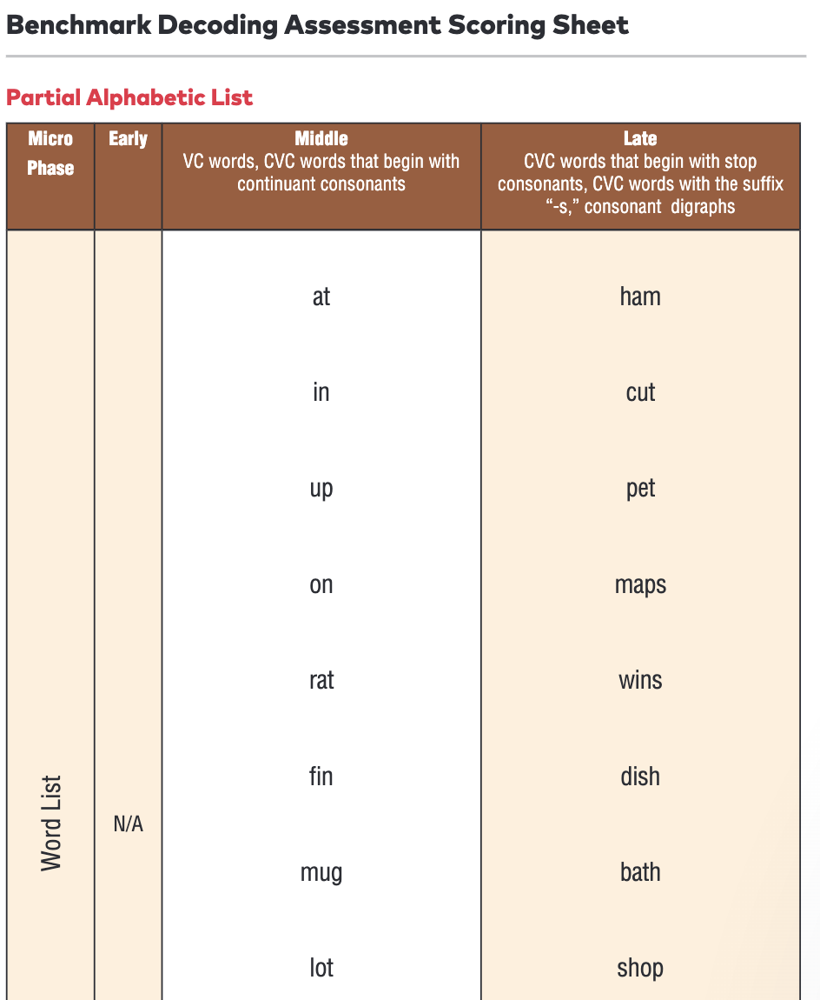 Benchmark Decoding Assessment Scoring Sheet
Partial Alphabetic List
Micro
Phase
Early
Middle
VC words, CVC words that begin with
continuant consonants
Late
CVC words that begin with stop
consonants, CVC words with the suffix
“-s,” consonant digraphs
Word List
N/A
at
in
up
on
rat
fin
mug
lot
ham
cut
pet
maps
wins
dish
bath
shop